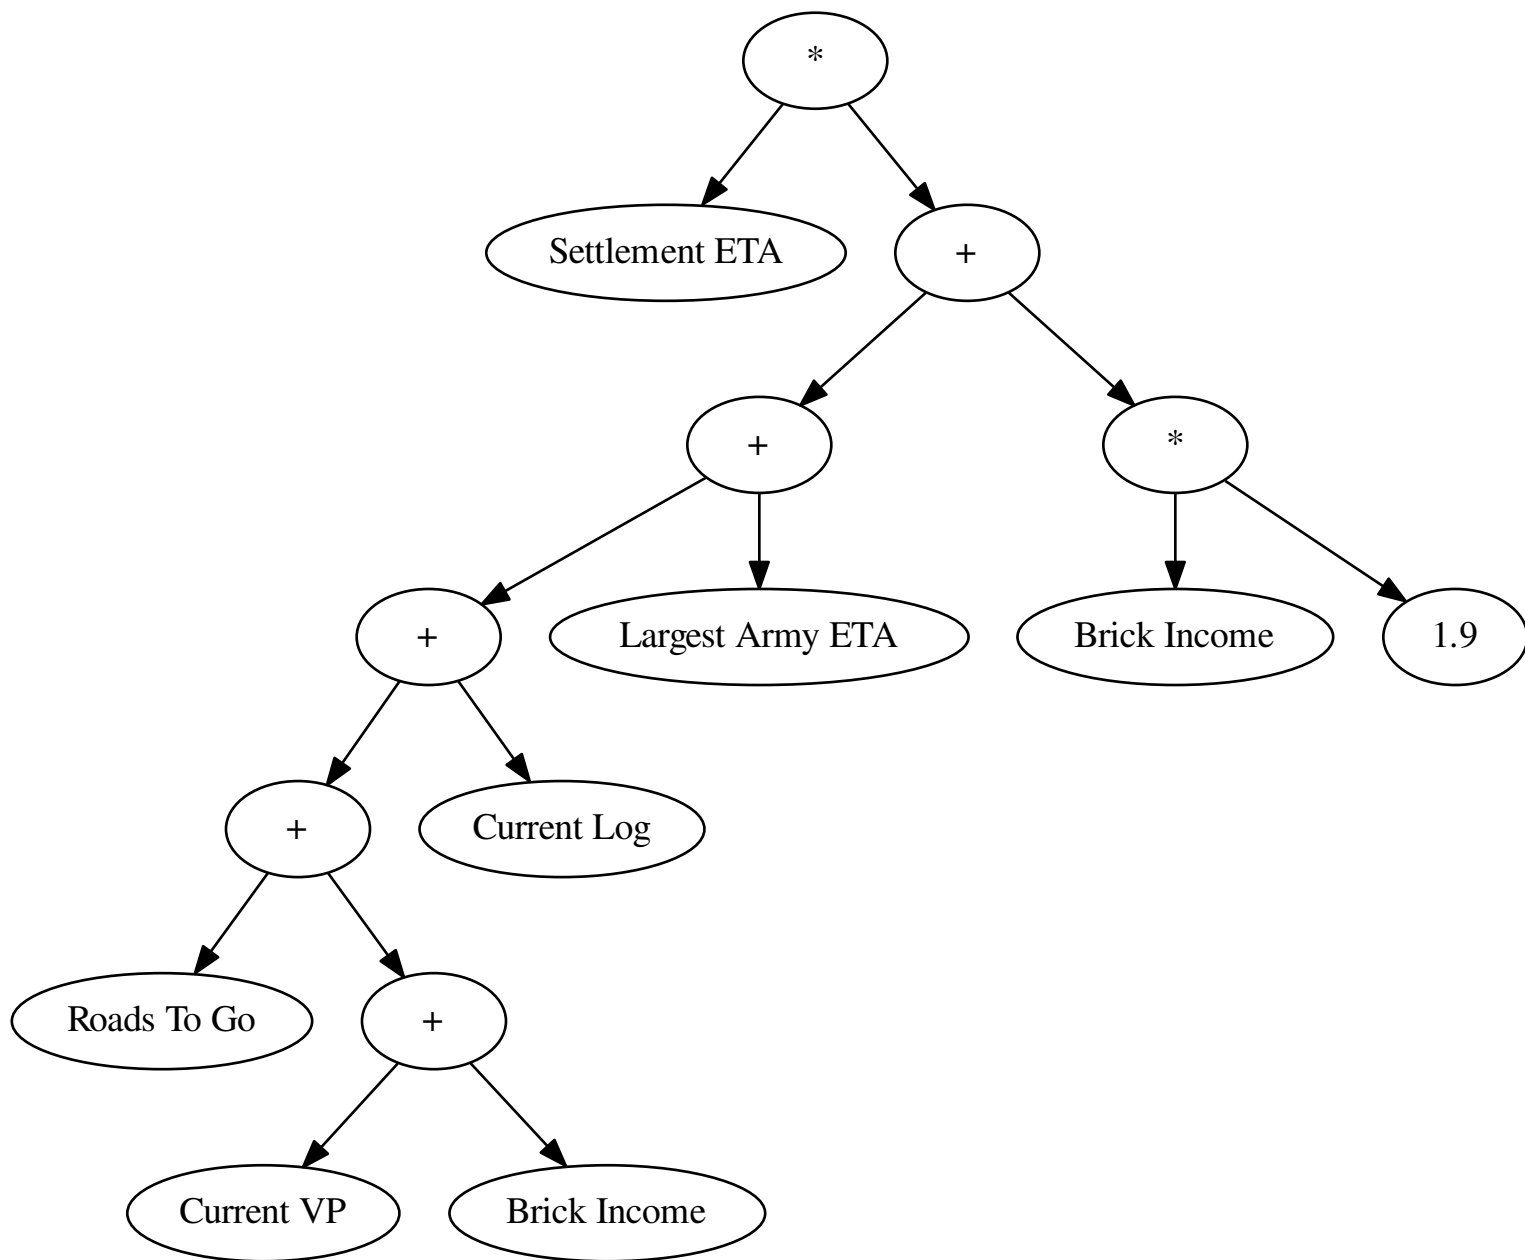 *
Settlement ETA
+
+
*
+
Largest Army ETA
Brick Income
1.9
+
Current Log
Roads To Go
+
Current VP
Brick Income